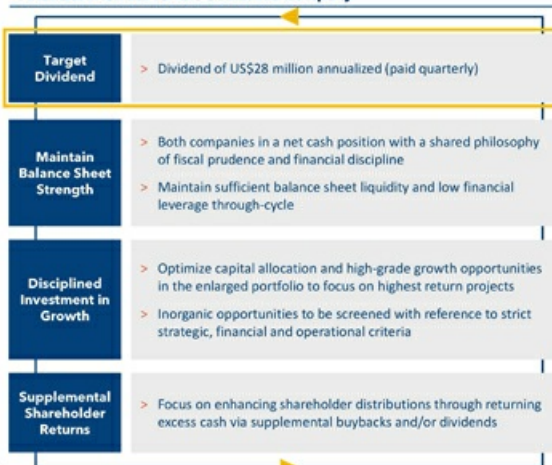 Target
Dividend
> Dividend of US$28 million annualized (paid quarterly)
Maintain
Balance Sheet
Strength
> Both companies in a net cash position with a shared philosophy
of fiscal prudence and financial discipline
> Maintain sufficient balance sheet liquidity and low financial
leverage through-cycle
Disciplined
Investment in
Growth
> Optimize capital allocation and high-grade growth opportunities
in the enlarged portfolio to focus on highest return projects
> Inorganic opportunities to be screened with reference to strict
strategic, financial and operational criteria
Supplemental
Shareholder
Returns
> Focus on enhancing shareholder distributions through returning
excess cash via supplemental buybacks and/or dividends